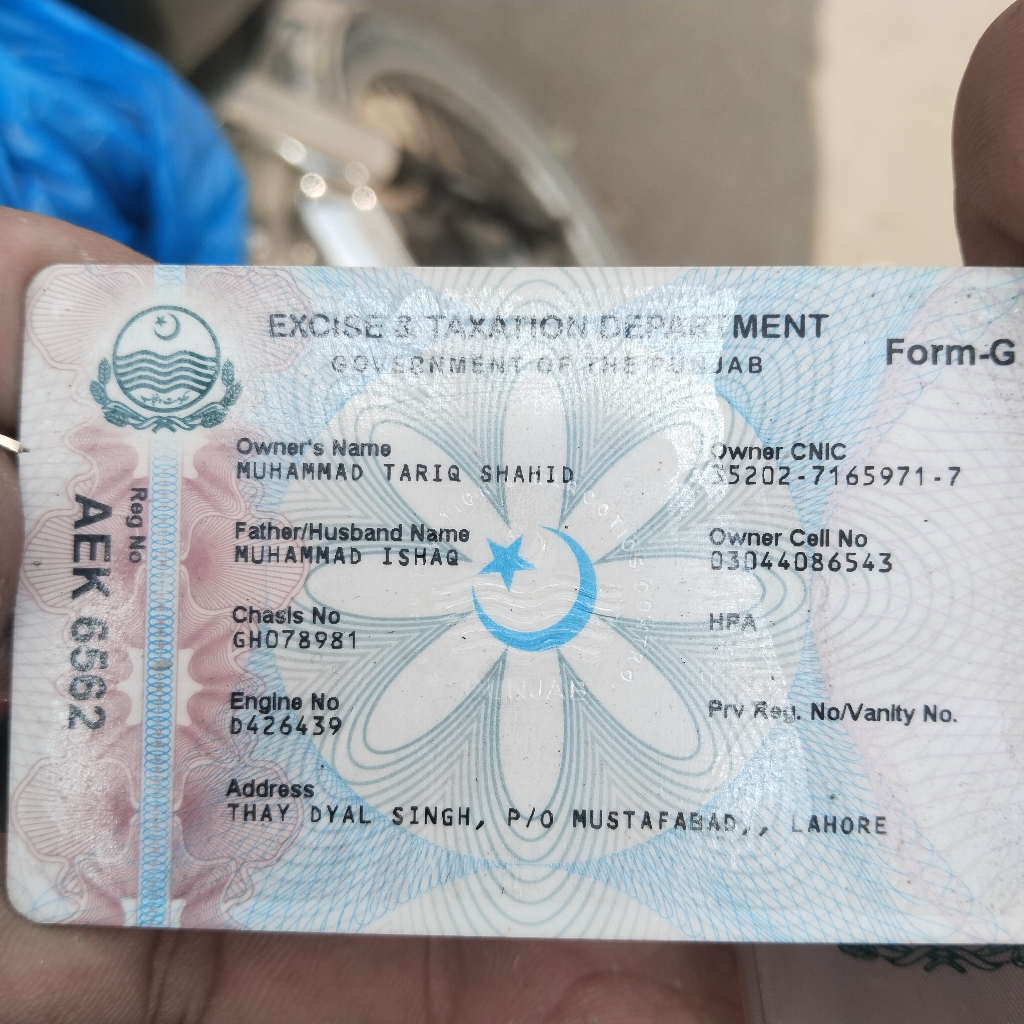 EXCISE & TAXATION DEPARTMENT
GOVERNMENT OF THE PUNJAB
Form-G
Owner's Name
MUHAMMAD TARIQ SHAHID
Owner CNIC
35202-7165971-7
Father/Husband Name
MUHAMMAD ISHAQ
Owner Cell No
03044086543
Chasis No
GH078981
HPA
Engine No
D426439
Prv Reg. No/Vanity No.
Address
THAY DYAL SINGH, P/O MUSTAFABAD,, LAHORE
Reg No
AEK 6562